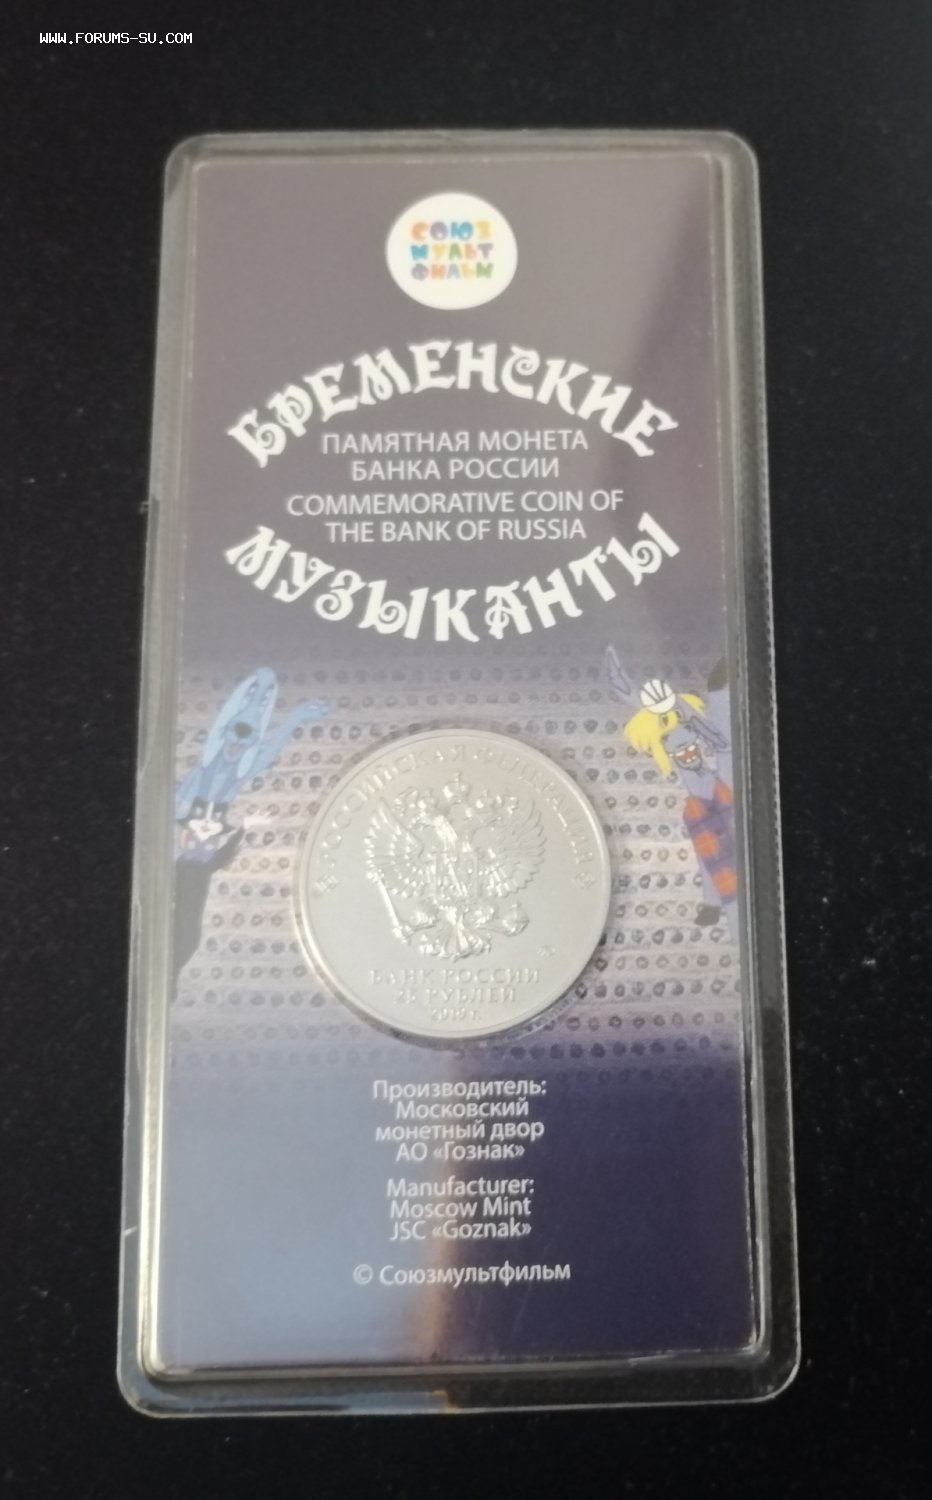 WWW.FORUMS-SU.COM
СОЮЗ
МУЛЬТ
ФИЛЬМ
БРЕМЕНСКИЕ
ПАМЯТНАЯ МОНЕТА
БАНКА РОССИИ
COMMEMORATIVE COIN OF
THE BANK OF RUSSIA
МУЗЫКАНТЫ
РОССИЙСКАЯ ФЕДЕРАЦИЯ
БАНК РОССИИ
25 РУБЛЕЙ
2019 г.
Производитель:
Московский
монетный двор
АО «Гознак»
Manufacturer:
Moscow Mint
JSC «Goznak»
© Союзмультфильм